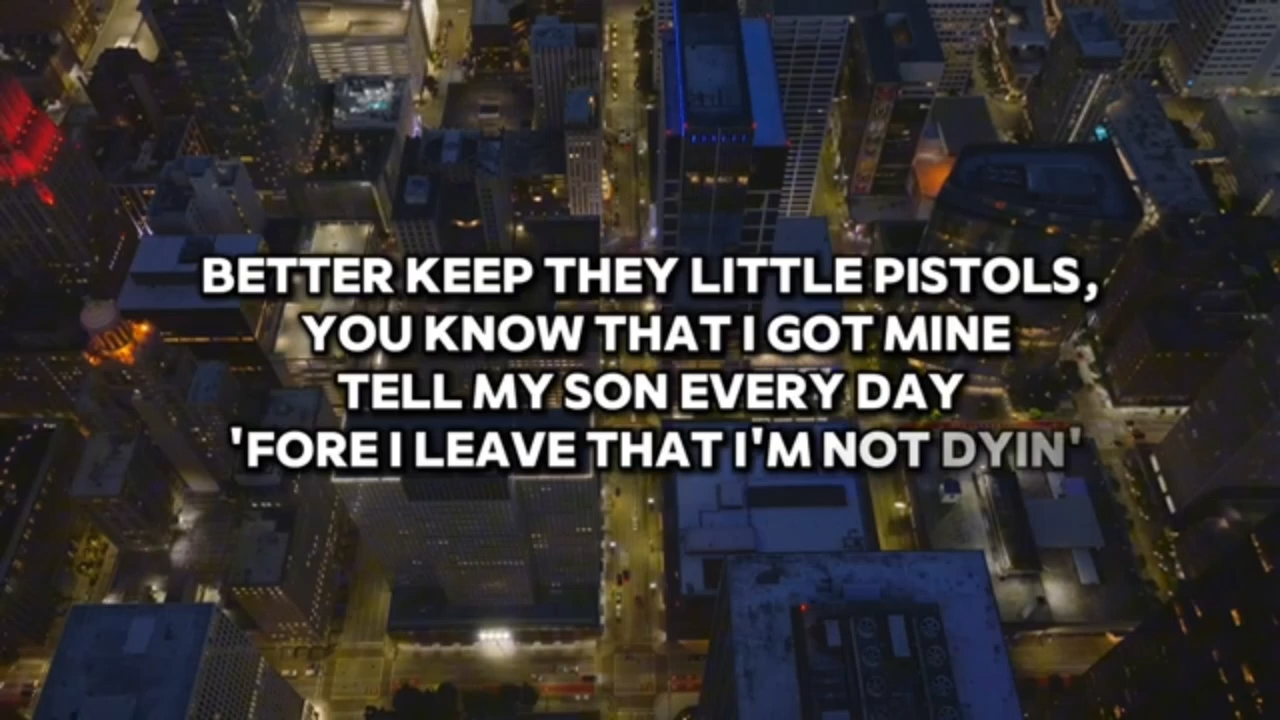 BETTER KEEP THEY LITTLE PISTOLS,
YOU KNOW THAT I GOT MINE
TELL MY SON EVERY DAY
'FORE I LEAVE THAT I'M NOT DYIN'